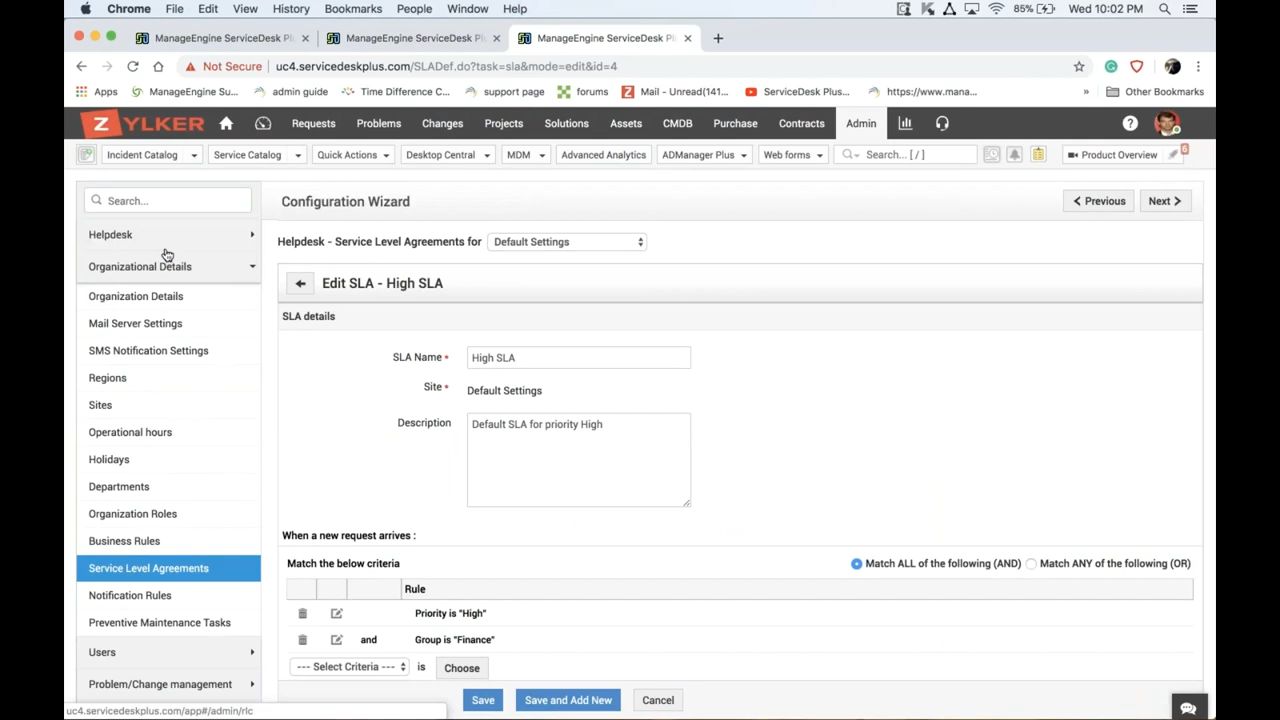 Chrome File Edit View History Bookmarks People Window Help 85% Wed 10:02 PM
ManageEngine ServiceDesk Plu ManageEngine ServiceDesk Plu ManageEngine ServiceDesk Plu
Not Secure uc4.servicedeskplus.com/SLADef.do?task=sla&mode=edit&id=4
Apps ManageEngine Su... admin guide Time Difference C... support page forums Mail - Unread(141... ServiceDesk Plus... https://www.mana... » Other Bookmarks
ZYLKER Requests Problems Changes Projects Solutions Assets CMDB Purchase Contracts Admin
Incident Catalog Service Catalog Quick Actions Desktop Central MDM Advanced Analytics ADManager Plus Web forms Search... [ / ] Product Overview 6
Search...
Helpdesk
Organizational Details
Organization Details
Mail Server Settings
SMS Notification Settings
Regions
Sites
Operational hours
Holidays
Departments
Organization Roles
Business Rules
Service Level Agreements
Notification Rules
Preventive Maintenance Tasks
Users
Problem/Change management
uc4.servicedeskplus.com/app#/admin/rlc
Configuration Wizard Previous Next
Helpdesk - Service Level Agreements for Default Settings
Edit SLA - High SLA
SLA details
SLA Name * High SLA
Site * Default Settings
Description Default SLA for priority High
When a new request arrives :
Match the below criteria Match ALL of the following (AND) Match ANY of the following (OR)
Rule
Priority is "High"
and Group is "Finance"
--- Select Criteria --- is Choose
Save Save and Add New Cancel